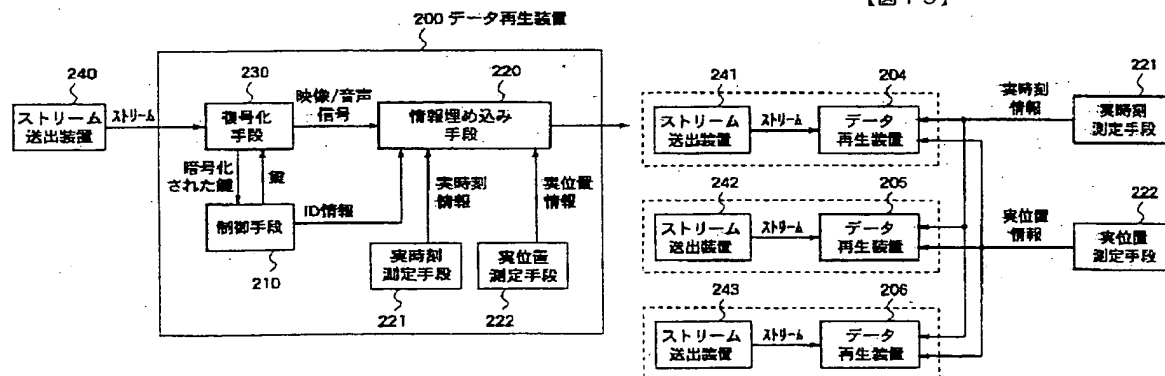 200 データ再生装置
240
ストリーム
送出装置
ストリーム
230
復号化
手段
映像/音声
信号
220
情報埋め込み
手段
暗号化
された鍵
鍵
制御手段
210
ID情報
実時刻
情報
実位置
情報
実時刻
測定手段
221
実位置
測定手段
222
241
ストリーム
送出装置
ストリーム
204
データ
再生装置
実時刻
情報
221
実時刻
測定手段
242
ストリーム
送出装置
ストリーム
205
データ
再生装置
実位置
情報
222
実位置
測定手段
243
ストリーム
送出装置
ストリーム
206
データ
再生装置